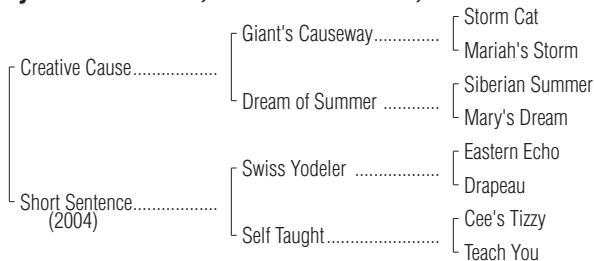 Storm Cat
Giant's Causeway..............
Mariah's Storm
Creative Cause..................
Siberian Summer
Dream of Summer ............
Mary's Dream
Eastern Echo
Swiss Yodeler ..................
Drapeau
Short Sentence..................
(2004)
Cee's Tizzy
Self Taught........................
Teach You